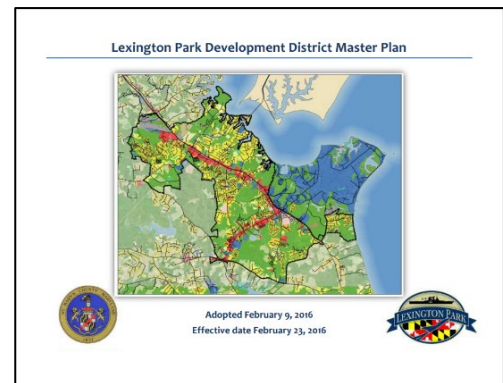 Lexington Park Development District Master Plan
Adopted February 9, 2016
Effective date February 23, 2016
LEXINGTON PARK